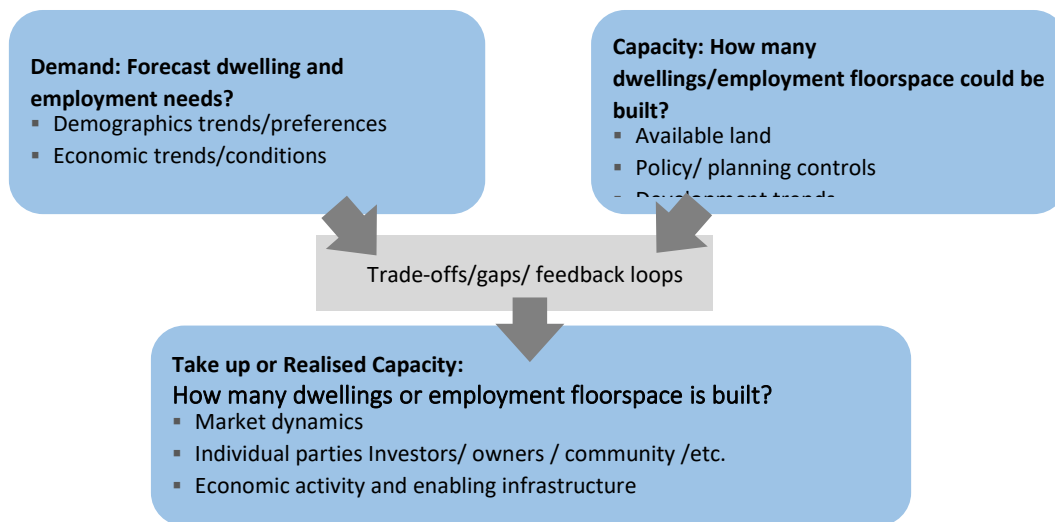 Demand: Forecast dwelling and
employment needs?
▪ Demographics trends/preferences
▪ Economic trends/conditions
Capacity: How many
dwellings/employment floorspace could be
built?
▪ Available land
▪ Policy/ planning controls
▪ Development trends
Trade-offs/gaps/ feedback loops
Take up or Realised Capacity:
How many dwellings or employment floorspace is built?
▪ Market dynamics
▪ Individual parties Investors/ owners / community /etc.
▪ Economic activity and enabling infrastructure